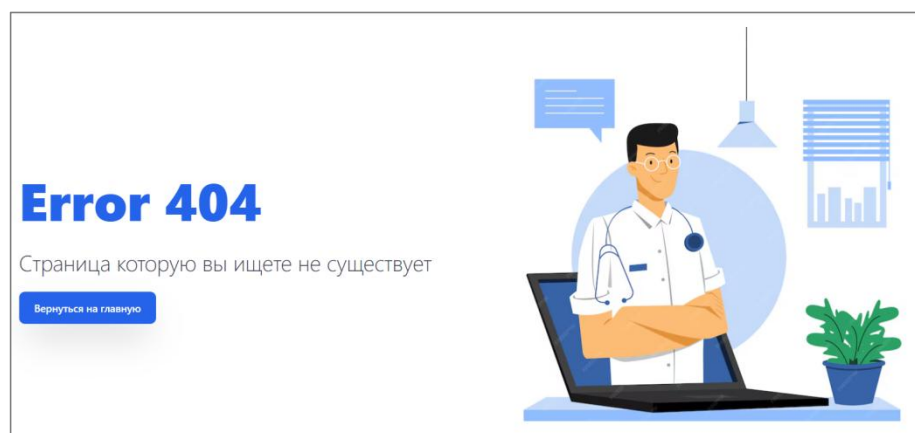 Error 404
Страница которую вы ищете не существует
Вернуться на главную